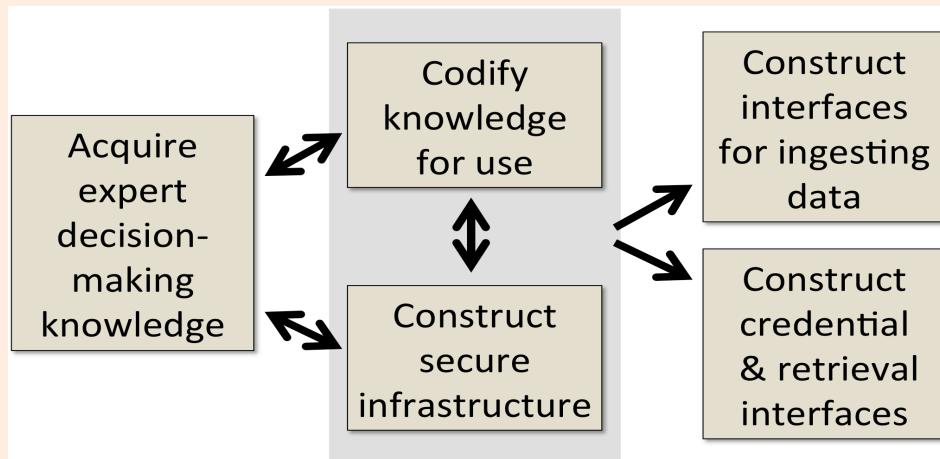 Acquire
expert
decision-
making
knowledge
Codify
knowledge
for use
Construct
secure
infrastructure
Construct
interfaces
for ingesting
data
Construct
credential
& retrieval
interfaces